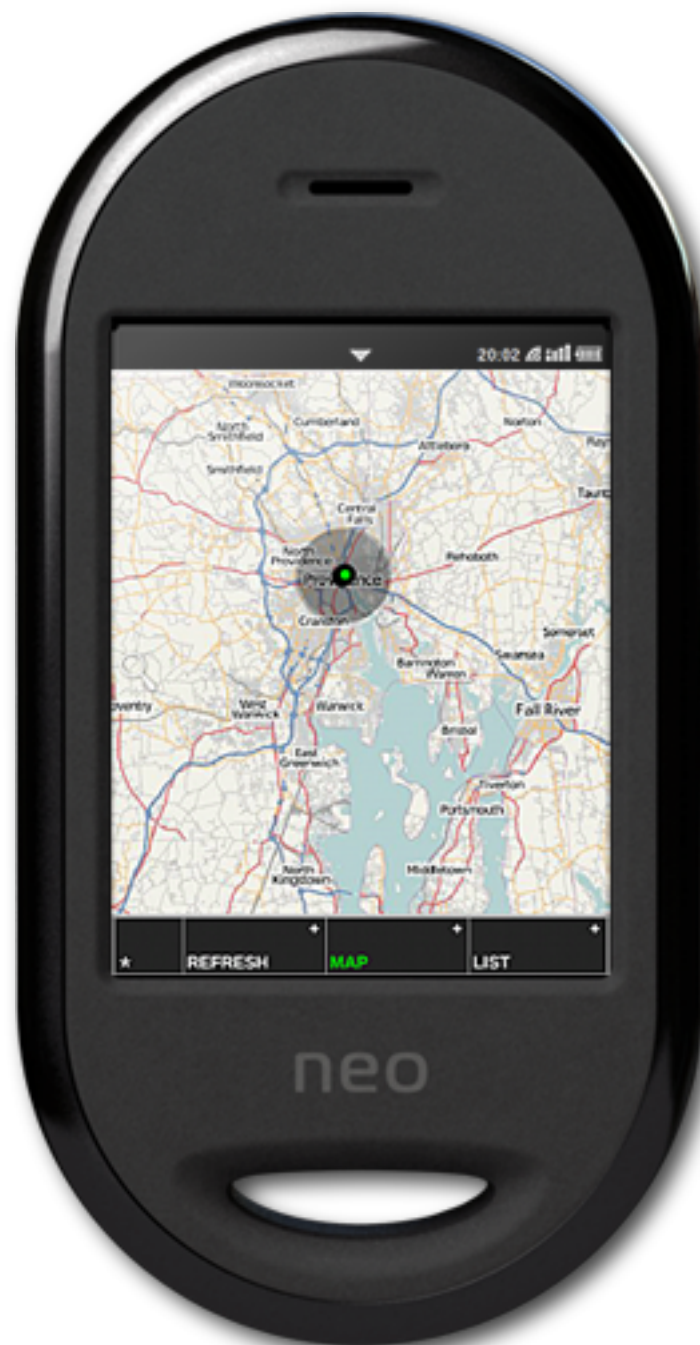 20:02
Woonsocket
North
Smithfield
Cumberland
Norton
Attleboro
Smithfield
Central
Falls
North
Providence
Rehoboth
Providence
Cranston
Somerset
Swansea
Barrington
Warren
West
Warwick
Warwick
Fall River
Bristol
East
Greenwich
Tiverton
Portsmouth
North
Kingstown
Middletown
*
REFRESH
+
MAP
+
LIST
+
neo